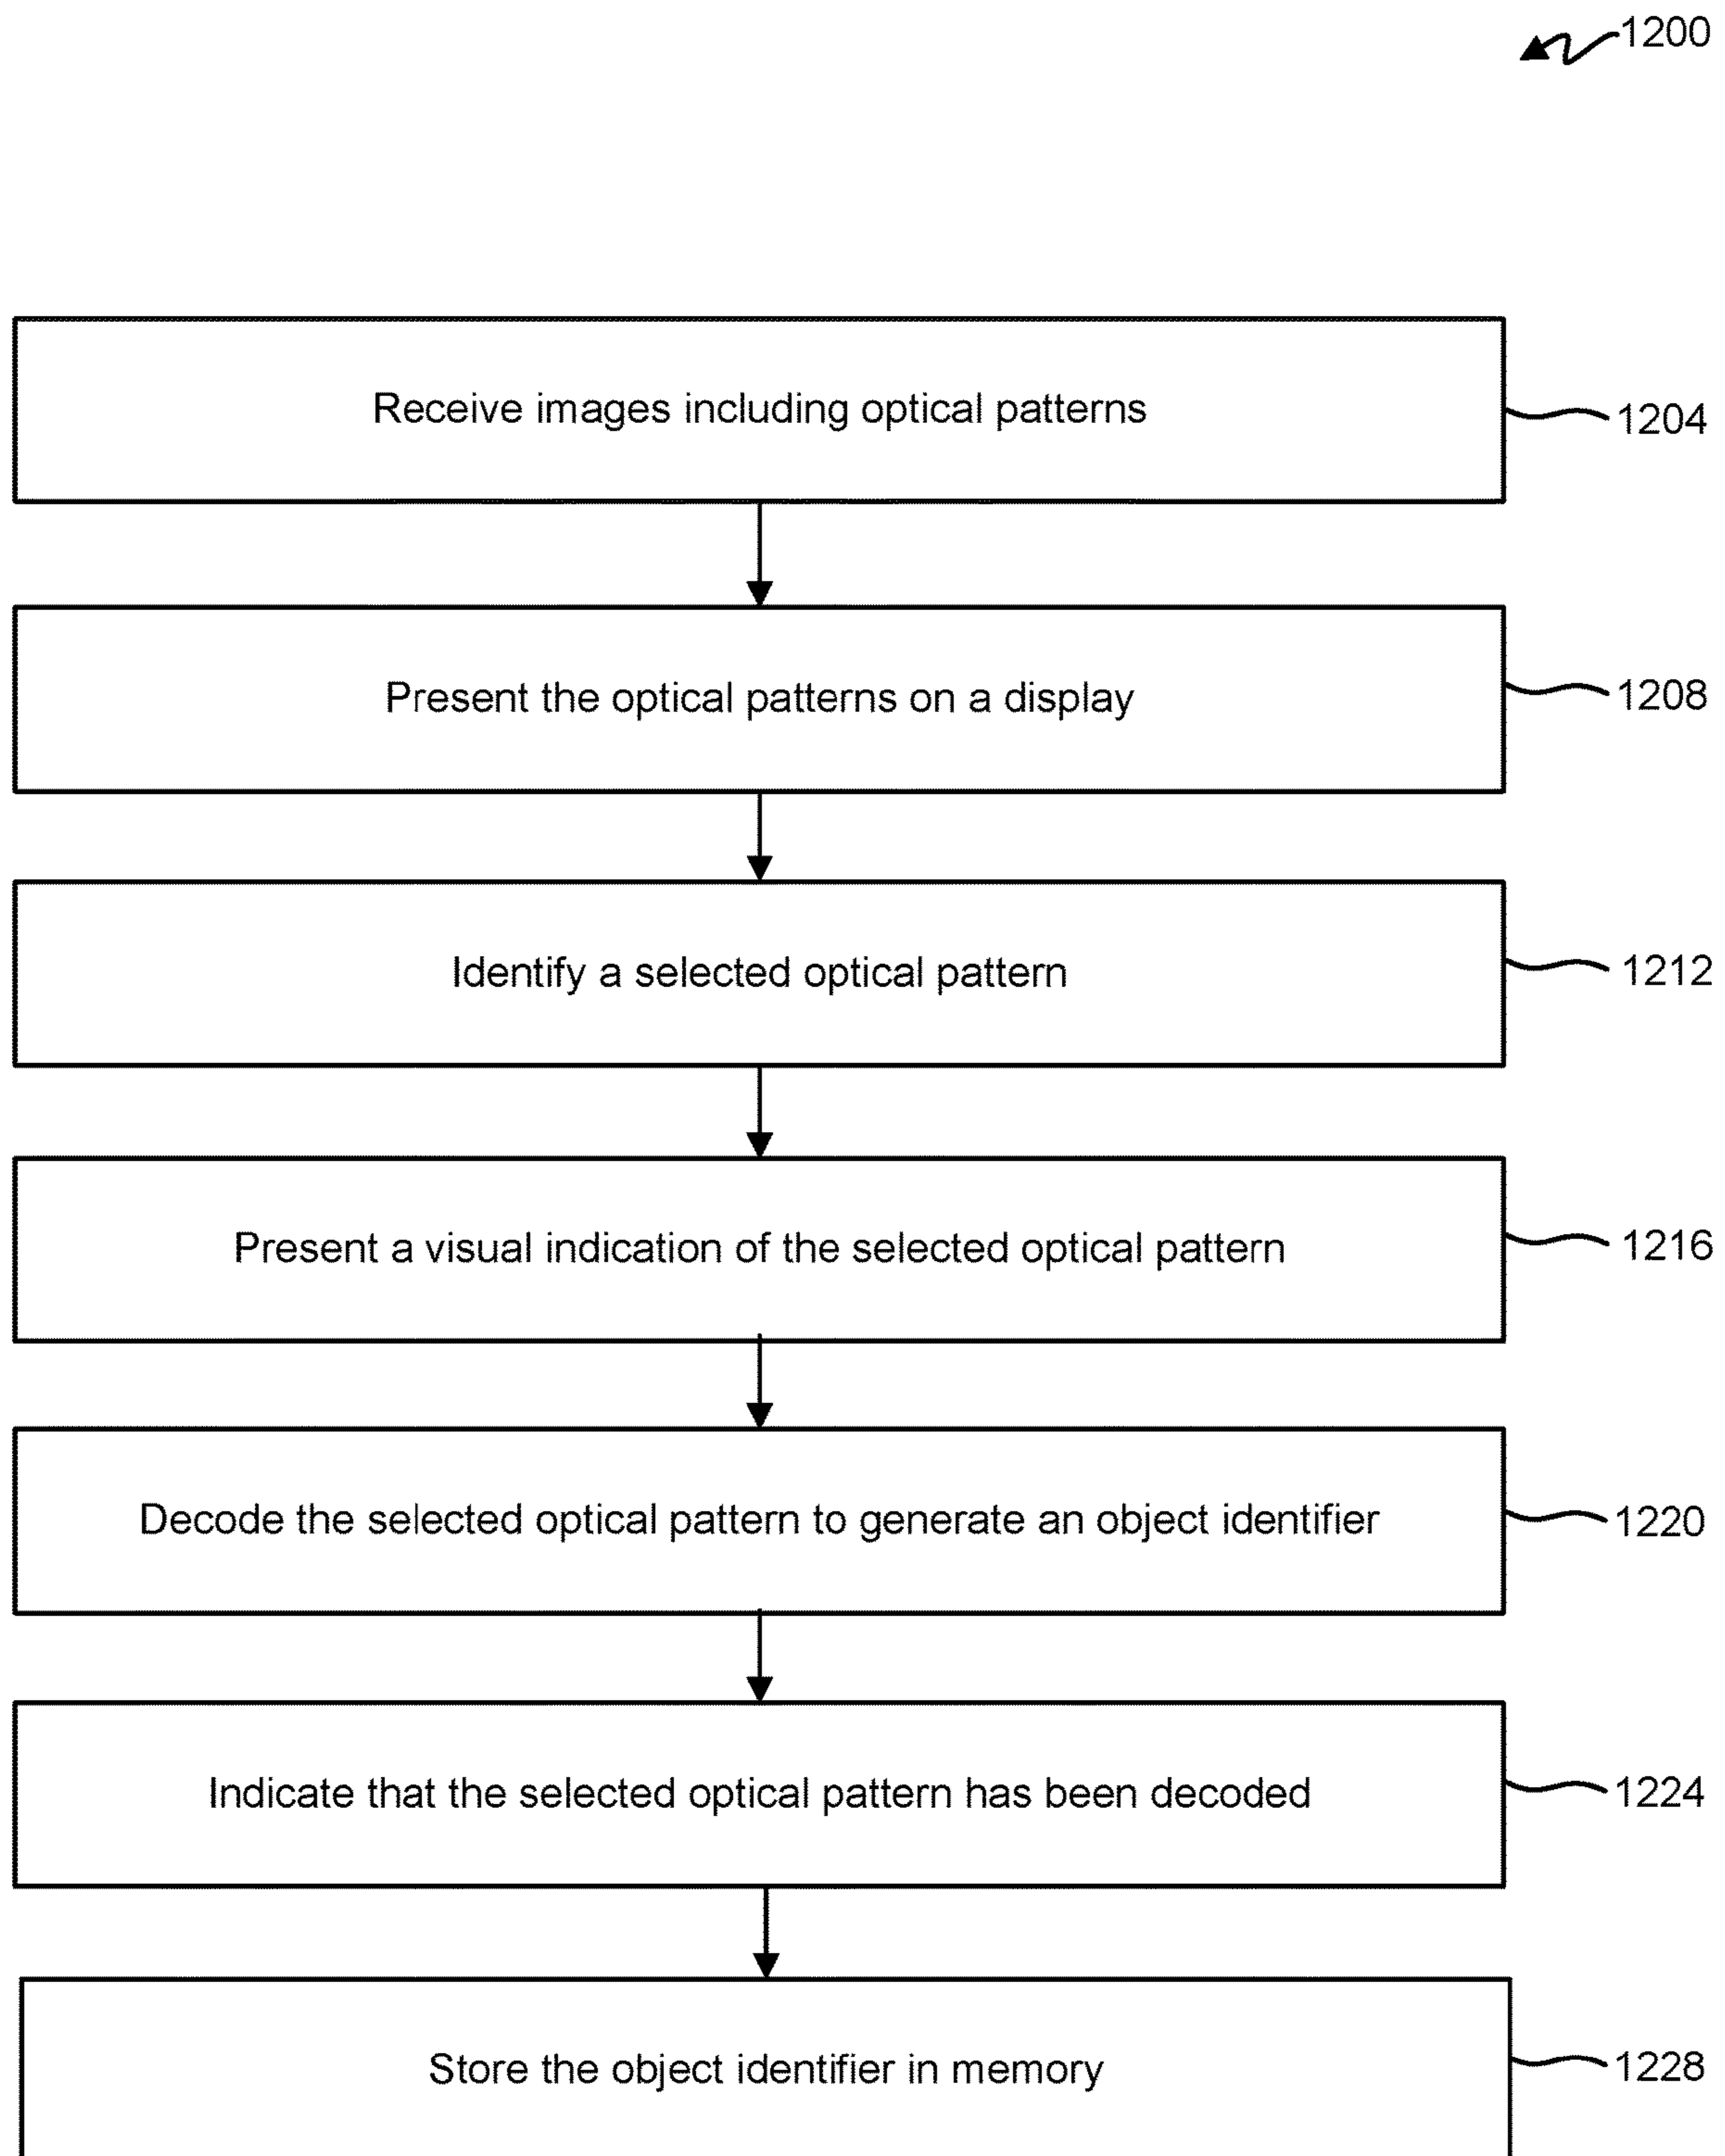 1200
Receive images including optical patterns
1204
Present the optical patterns on a display
1208
Identify a selected optical pattern
1212
Present a visual indication of the selected optical pattern
1216
Decode the selected optical pattern to generate an object identifier
1220
Indicate that the selected optical pattern has been decoded
1224
Store the object identifier in memory
1228